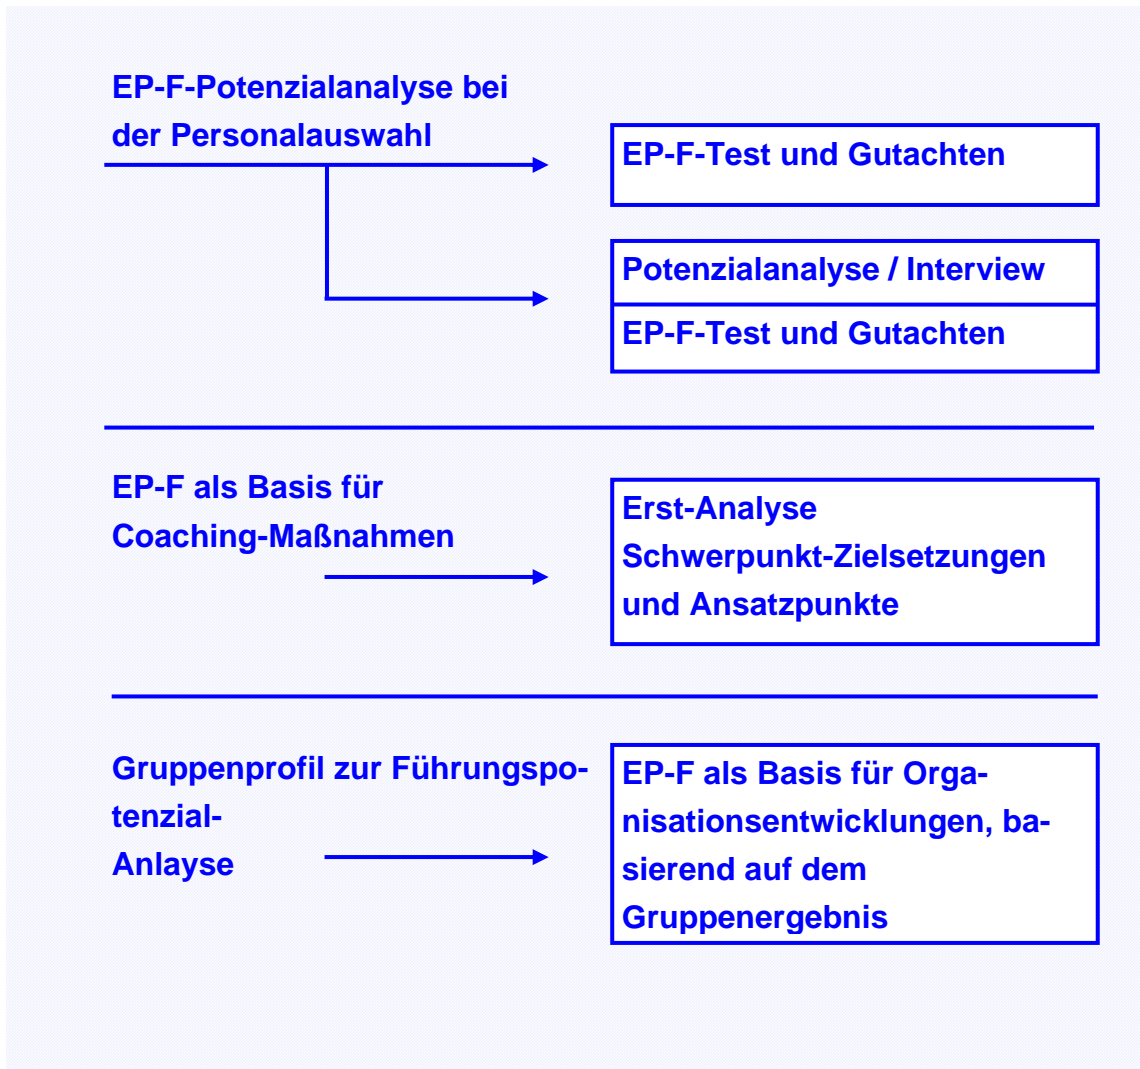 EP-F-Potenzialanalyse bei
der Personalauswahl
EP-F-Test und Gutachten
Potenzialanalyse / Interview
EP-F-Test und Gutachten
EP-F als Basis für
Coaching-Maßnahmen
Erst-Analyse
Schwerpunkt-Zielsetzungen
und Ansatzpunkte
Gruppenprofil zur Führungspo-
tenzial-
Anlayse
EP-F als Basis für Orga-
nisationsentwicklungen, ba-
sierend auf dem
Gruppenergebnis